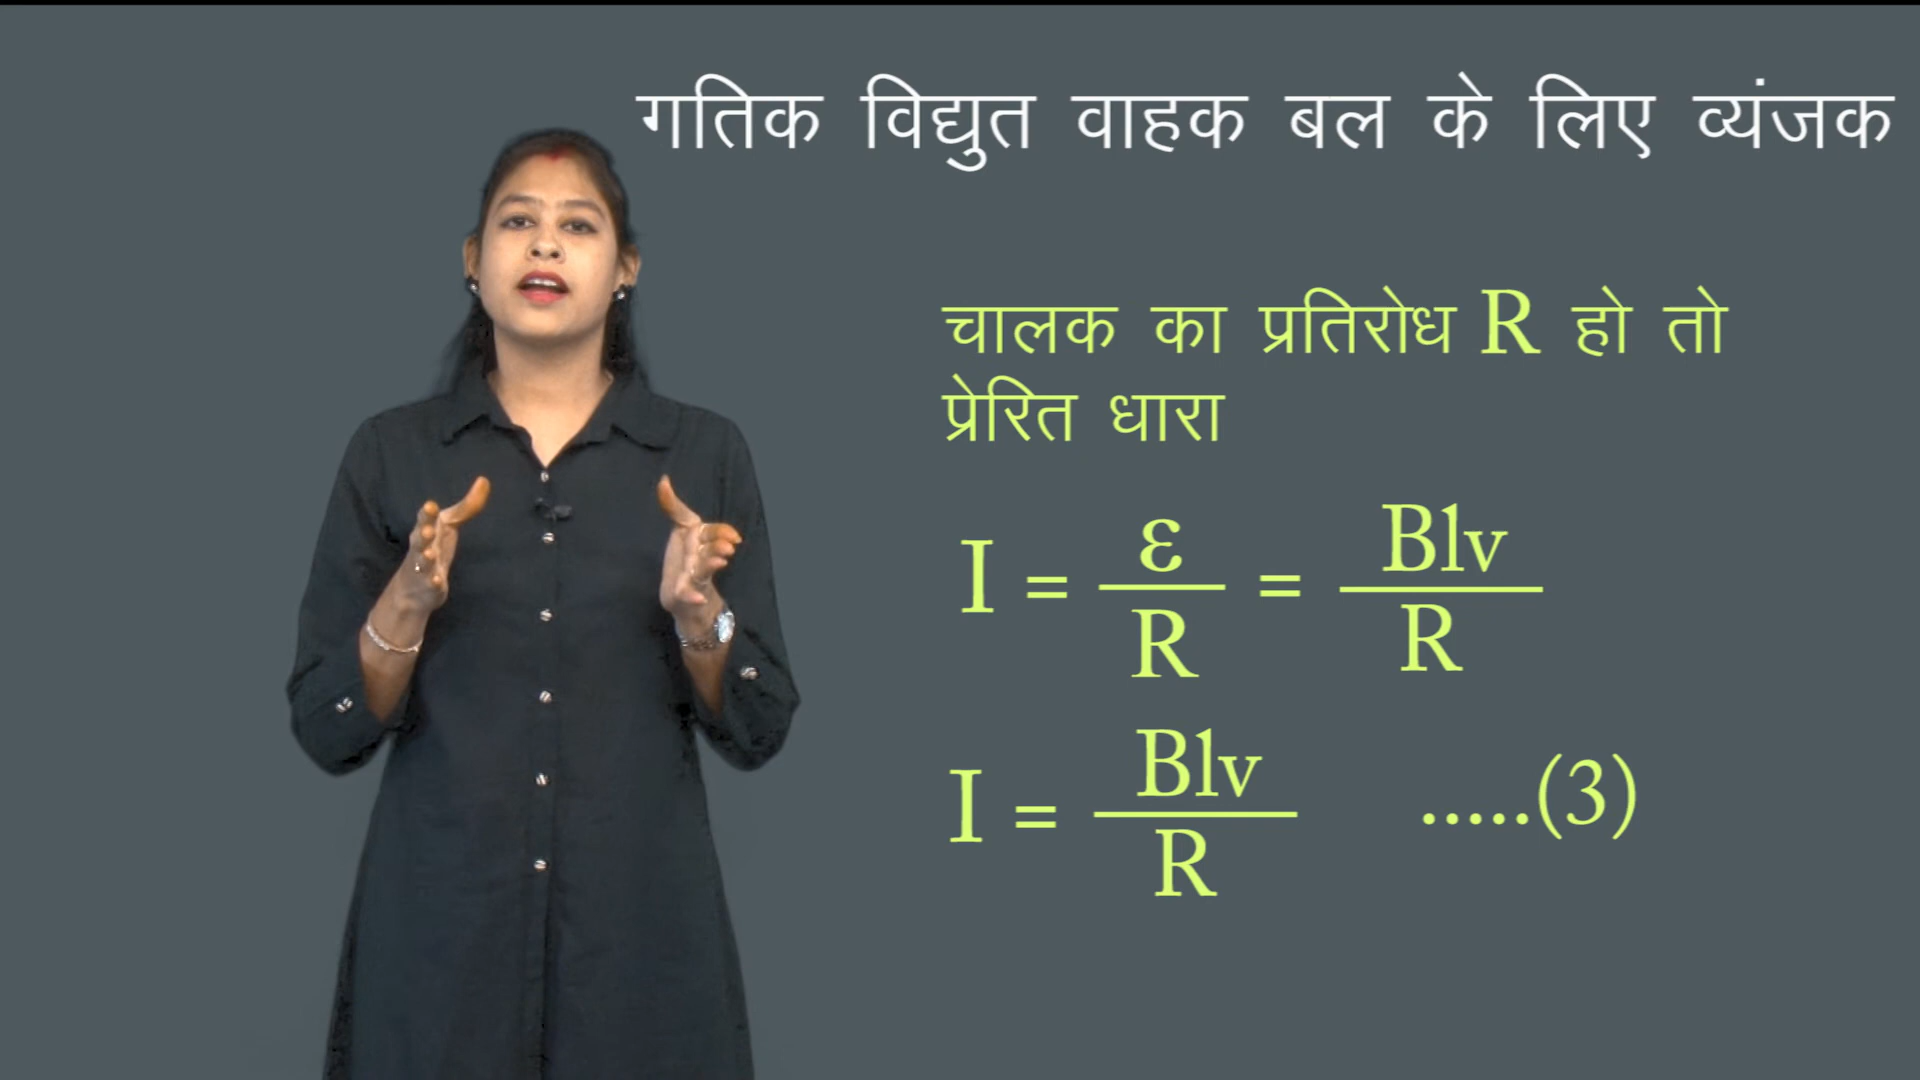 गतिक विद्युत वाहक बल के लिए व्यंजक
चालक का प्रतिरोध R हो तो
प्रेरित धारा
I = ε/R = Blv/R
I = Blv/R .....(3)